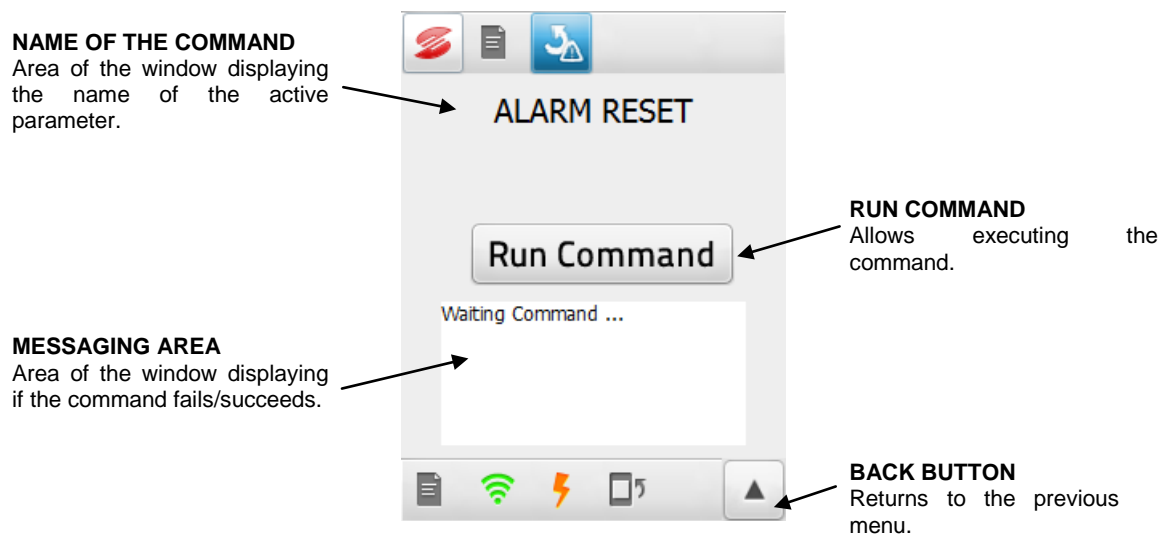 NAME OF THE COMMAND
Area of the window displaying
the name of the active
parameter.
ALARM RESET
RUN COMMAND
Allows executing the
command.
Run Command
Waiting Command ...
MESSAGING AREA
Area of the window displaying
if the command fails/succeeds.
BACK BUTTON
Returns to the previous
menu.